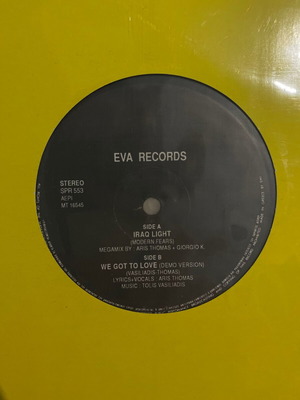 EVA RECORDS
STEREO
SPR 553
AEPI
MT 16545
SIDE A
IRAQ LIGHT
(MODERN FEARS)
MEGAMIX BY : ARIS THOMAS + GIORGIO K.
SIDE B
WE GOT TO LOVE (DEMO VERSION)
(VASILIADIS-THOMAS)
LYRICS+VOCALS : ARIS THOMAS
MUSIC : TOLIS VASILIADIS